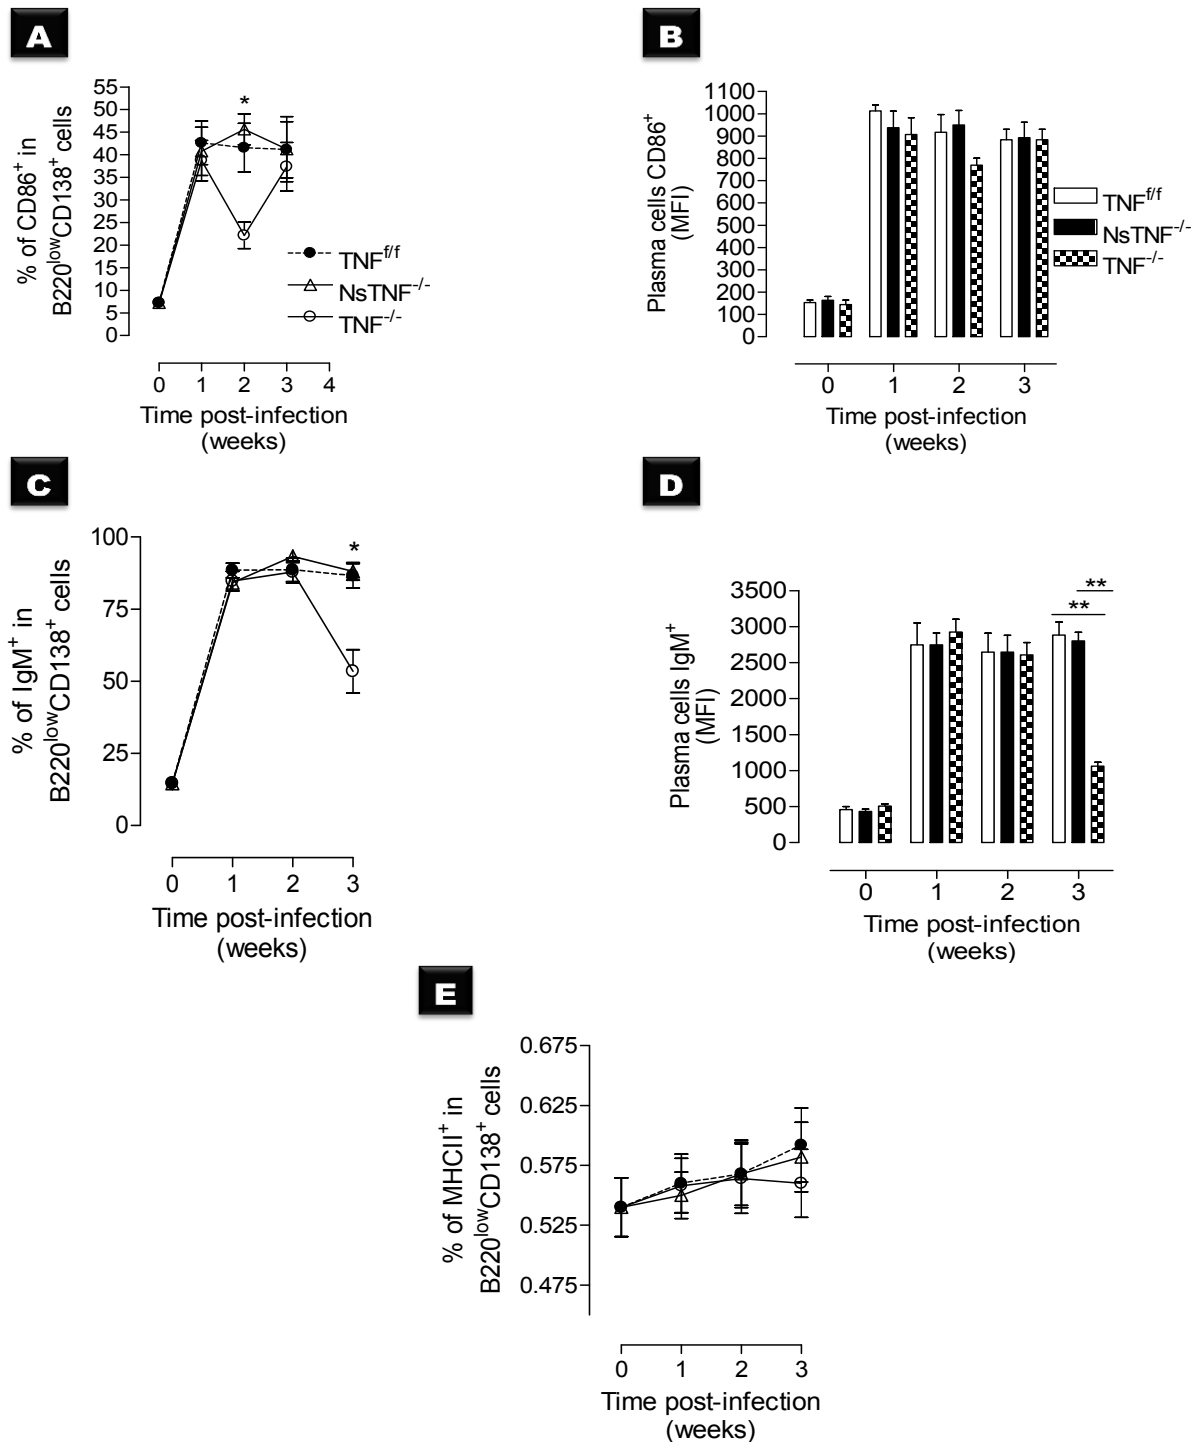 A
% of CD86+ in
B220lowCD138+ cells
55
50
45
40
35
30
25
20
15
10
5
0
*
TNFf/f
NsTNF-/-
TNF-/-
0 1 2 3 4
Time post-infection
(weeks)
B
Plasma cells CD86+
(MFI)
1100
1000
900
800
700
600
500
400
300
200
100
0
TNFf/f
NsTNF-/-
TNF-/-
0 1 2 3
Time post-infection
(weeks)
C
% of IgM+ in
B220lowCD138+ cells
100
75
50
25
0
*
0 1 2 3
Time post-infection
(weeks)
D
Plasma cells IgM+
(MFI)
3500
3000
2500
2000
1500
1000
500
0
**
**
0 1 2 3
Time post-infection
(weeks)
E
% of MHCII+ in
B220lowCD138+ cells
0.675
0.625
0.575
0.525
0.475
0 1 2 3
Time post-infection
(weeks)